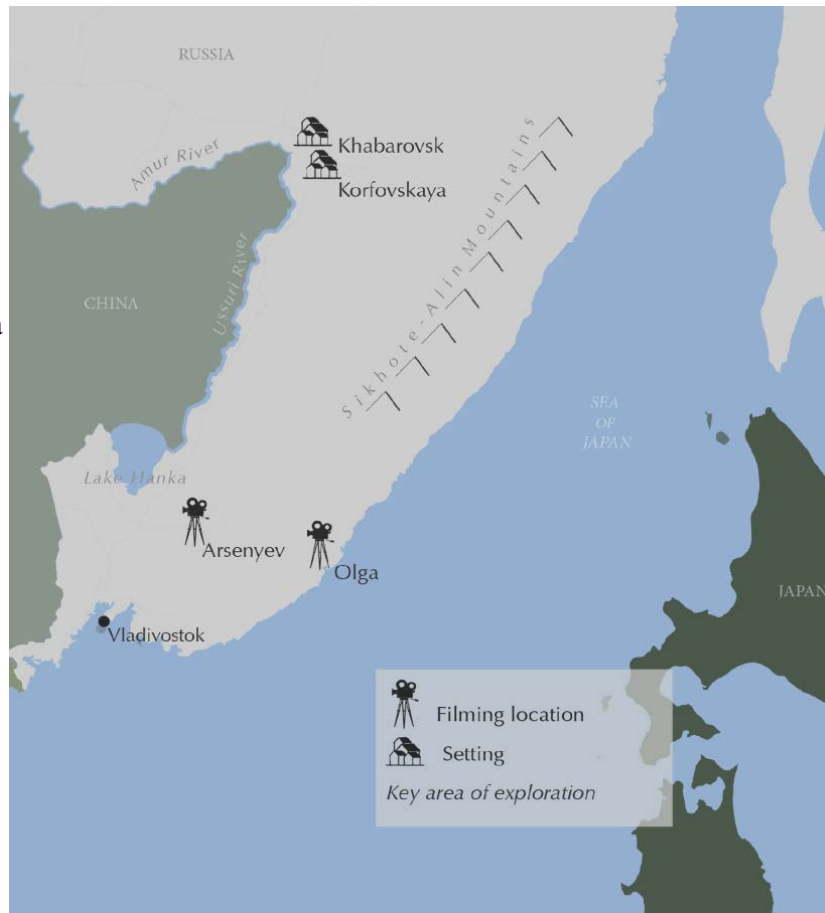 RUSSIA
Khabarovsk
Amur River
Korfovskaya
Sikhote-Alin Mountains
Ussuri River
CHINA
a
SEA
OF
JAPAN
Lake Hanka
Arsenyev
Olga
JAPAN
Vladivostok
Filming location
Setting
Key area of exploration